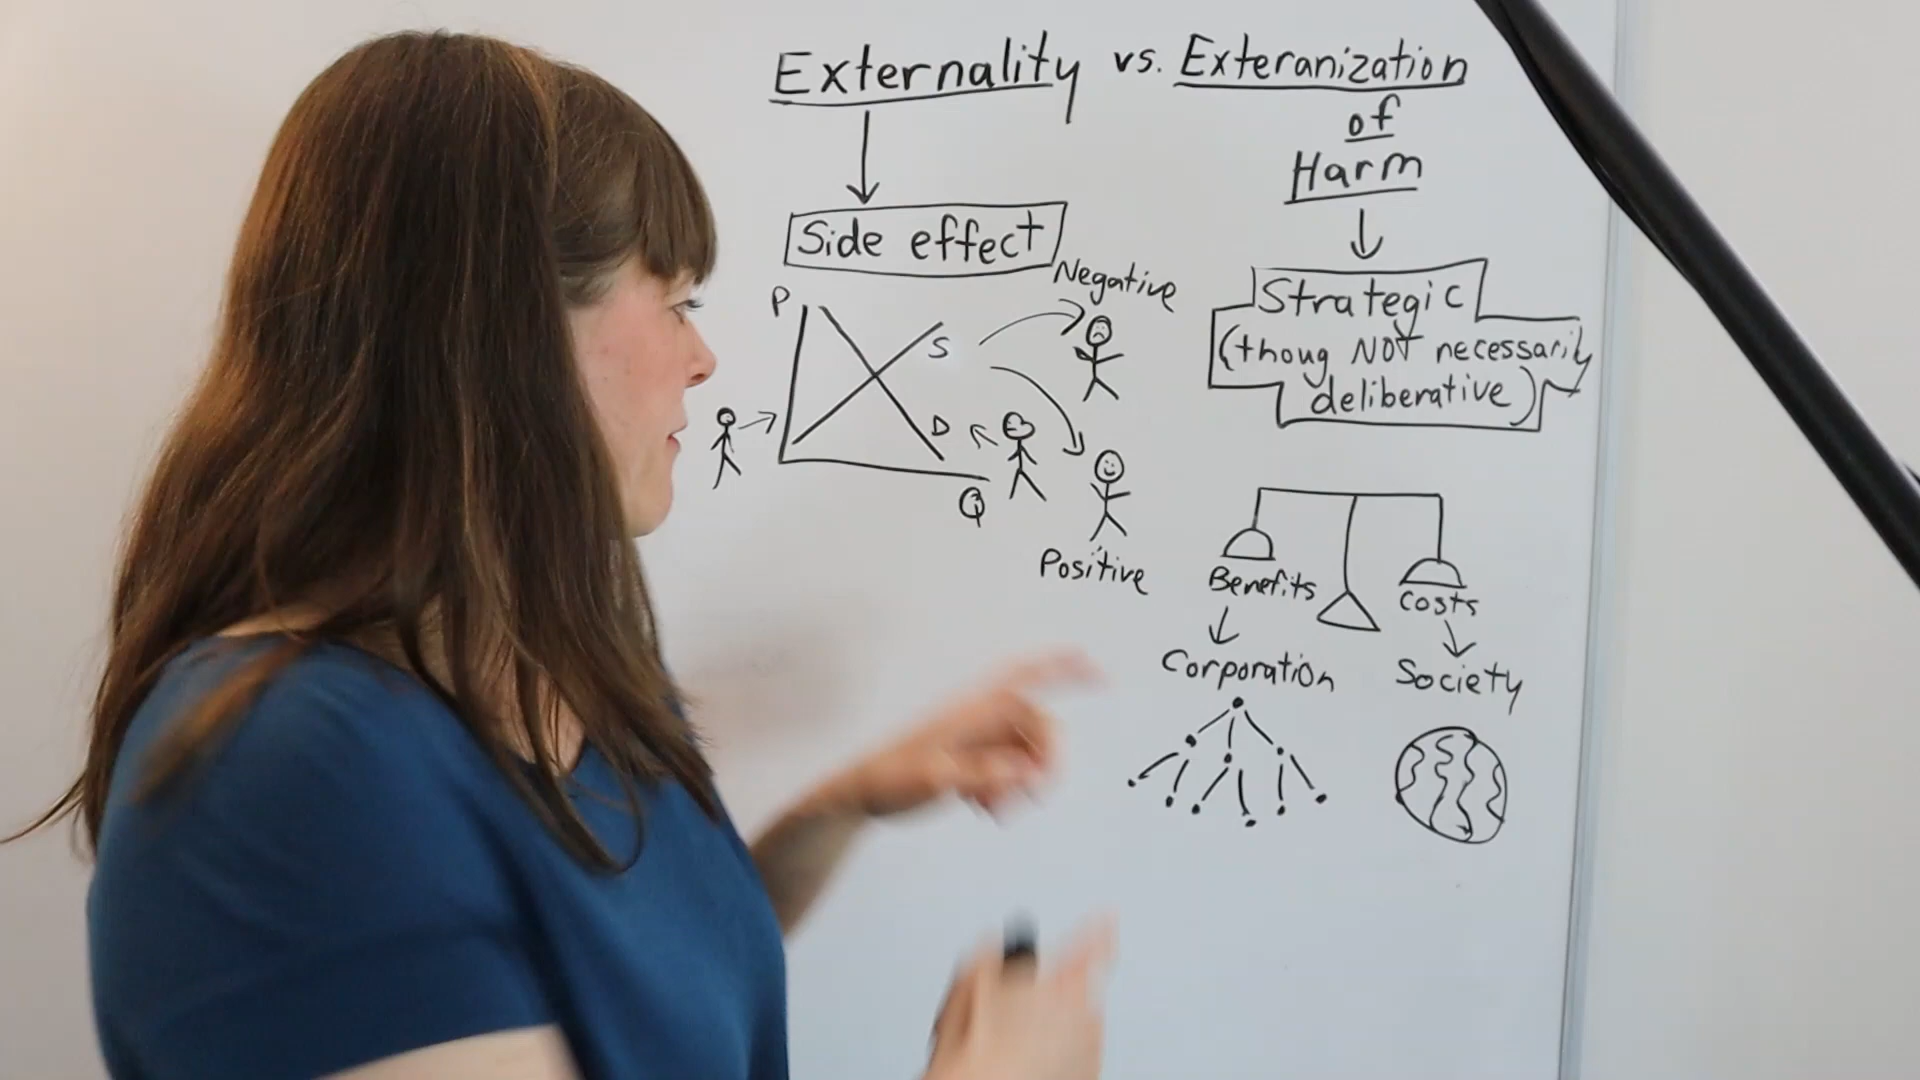 Externality vs. Exteranization
of
Harm
Side effect
Negative
P
S
D
Q
Positive
Strategic
(thoug NOT necessarily
deliberative)
Benefits
Costs
Corporation
Society